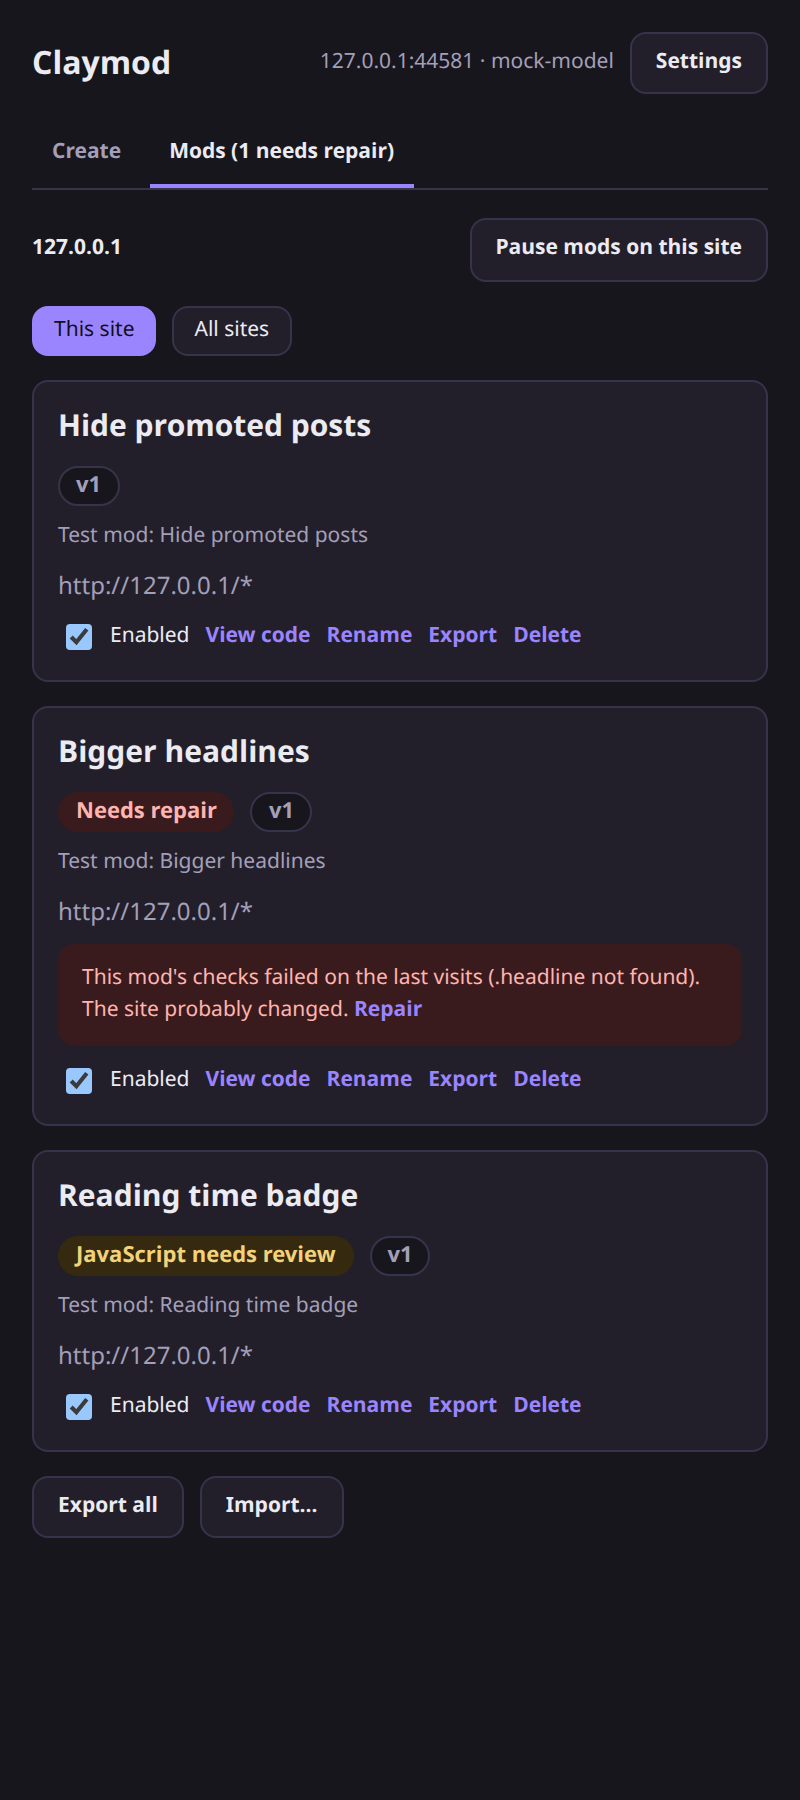 Claymod
127.0.0.1:44581 · mock-model
Settings
Create
Mods (1 needs repair)
127.0.0.1
Pause mods on this site
This site
All sites
Hide promoted posts
v1
Test mod: Hide promoted posts
http://127.0.0.1/*
Enabled View code Rename Export Delete
Bigger headlines
Needs repair v1
Test mod: Bigger headlines
http://127.0.0.1/*
This mod's checks failed on the last visits (.headline not found).
The site probably changed. Repair
Enabled View code Rename Export Delete
Reading time badge
JavaScript needs review v1
Test mod: Reading time badge
http://127.0.0.1/*
Enabled View code Rename Export Delete
Export all
Import...